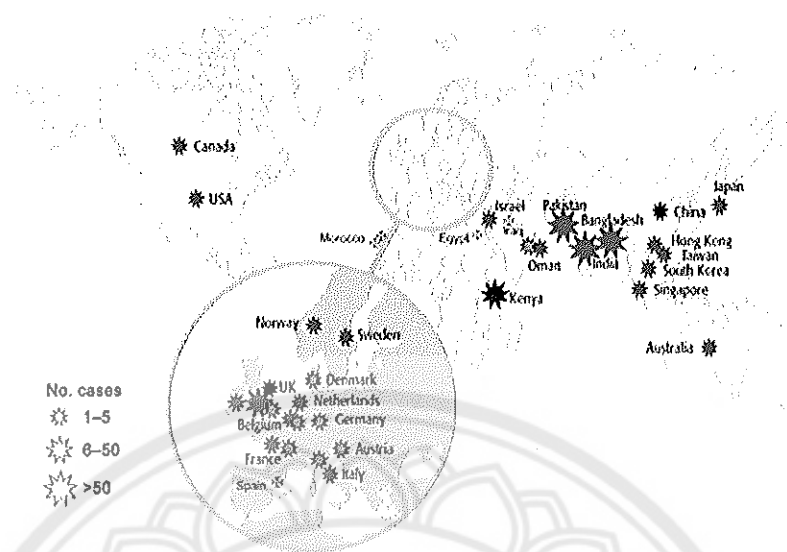 Canada
USA
Morocco
Egypt
Israel
Iraq
Oman
Pakistan
Bangladesh
India
Kenya
Japan
China
Hong Kong
Taiwan
South Korea
Singapore
Australia
Norway
Sweden
UK
Denmark
Netherlands
Belgium
Germany
France
Austria
Italy
Spain
No. cases
1–5
6–50
>50